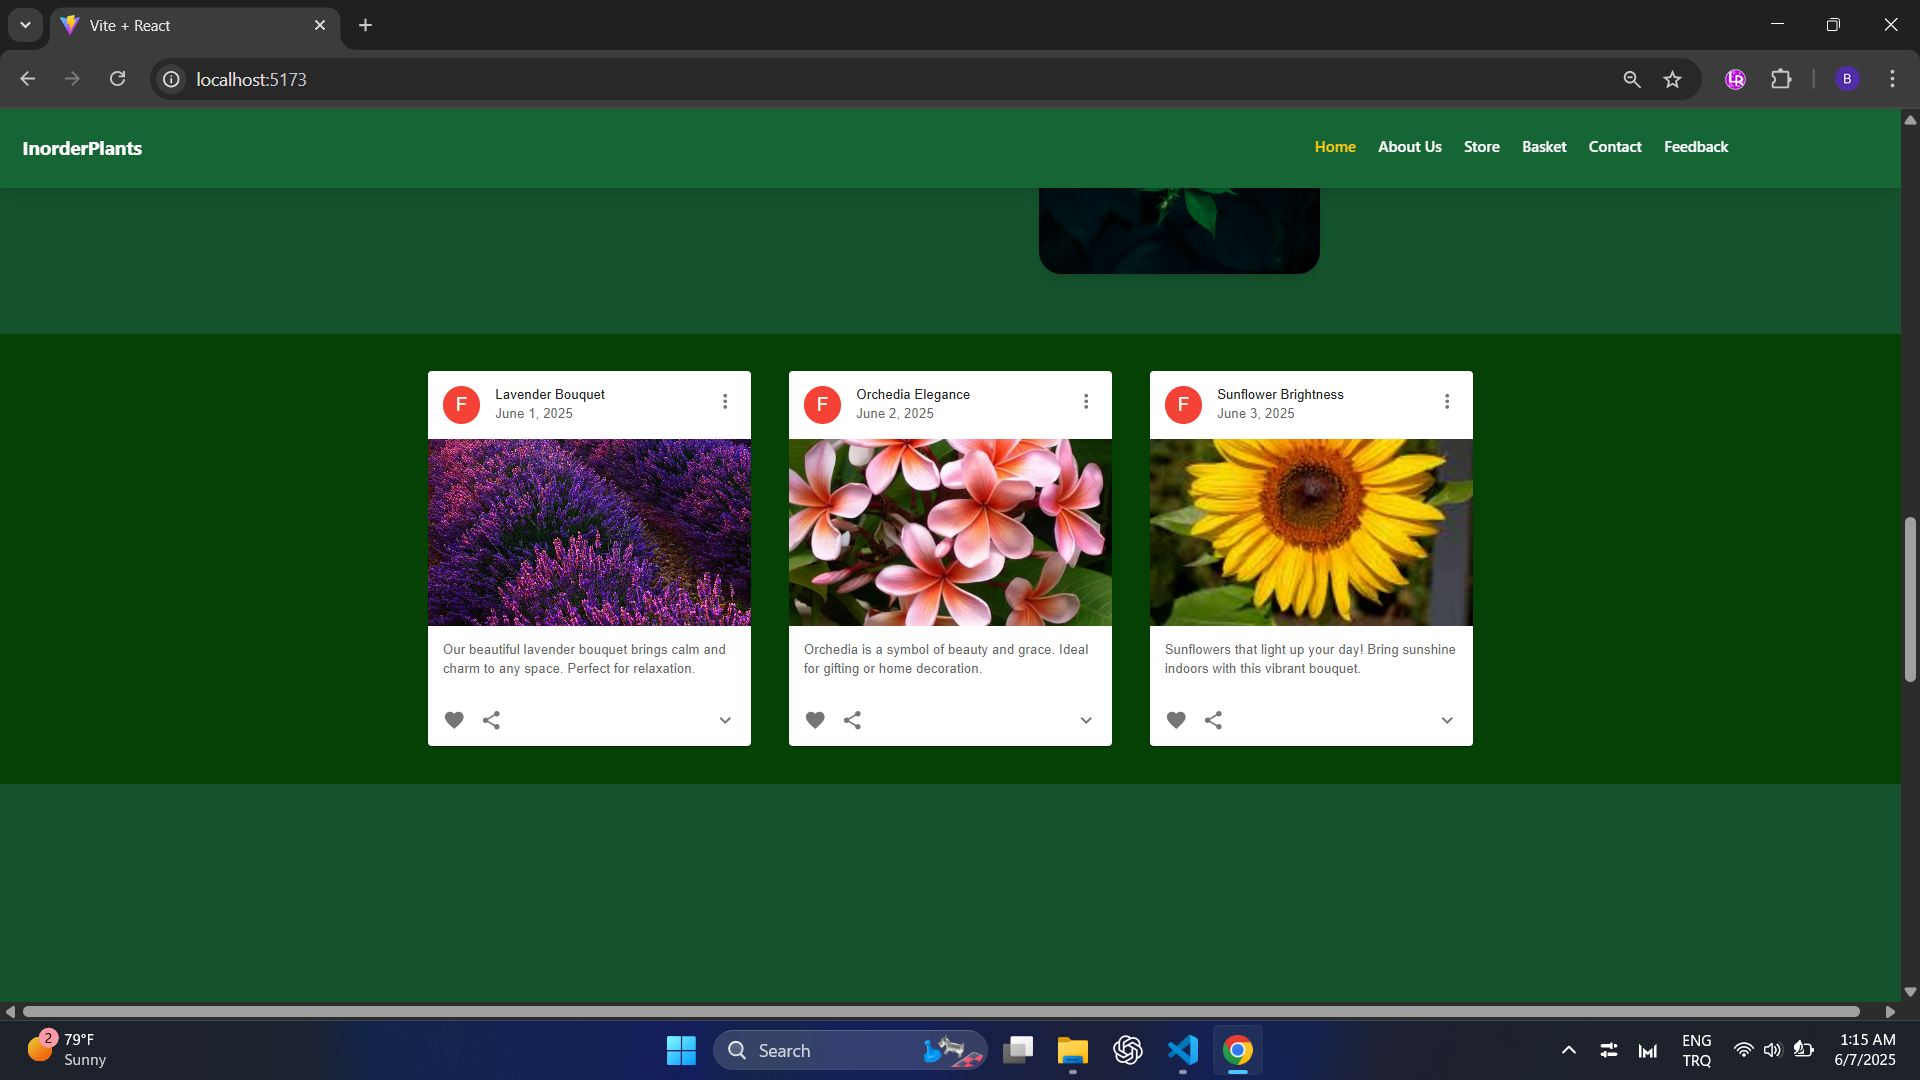 Vite + React
localhost:5173
B
InorderPlants
Home About Us Store Basket Contact Feedback
F
Lavender Bouquet
June 1, 2025
Our beautiful lavender bouquet brings calm and
charm to any space. Perfect for relaxation.
F
Orchedia Elegance
June 2, 2025
Orchedia is a symbol of beauty and grace. Ideal
for gifting or home decoration.
F
Sunflower Brightness
June 3, 2025
Sunflowers that light up your day! Bring sunshine
indoors with this vibrant bouquet.
2
79°F
Sunny
Search
ENG
TRQ
1:15 AM
6/7/2025